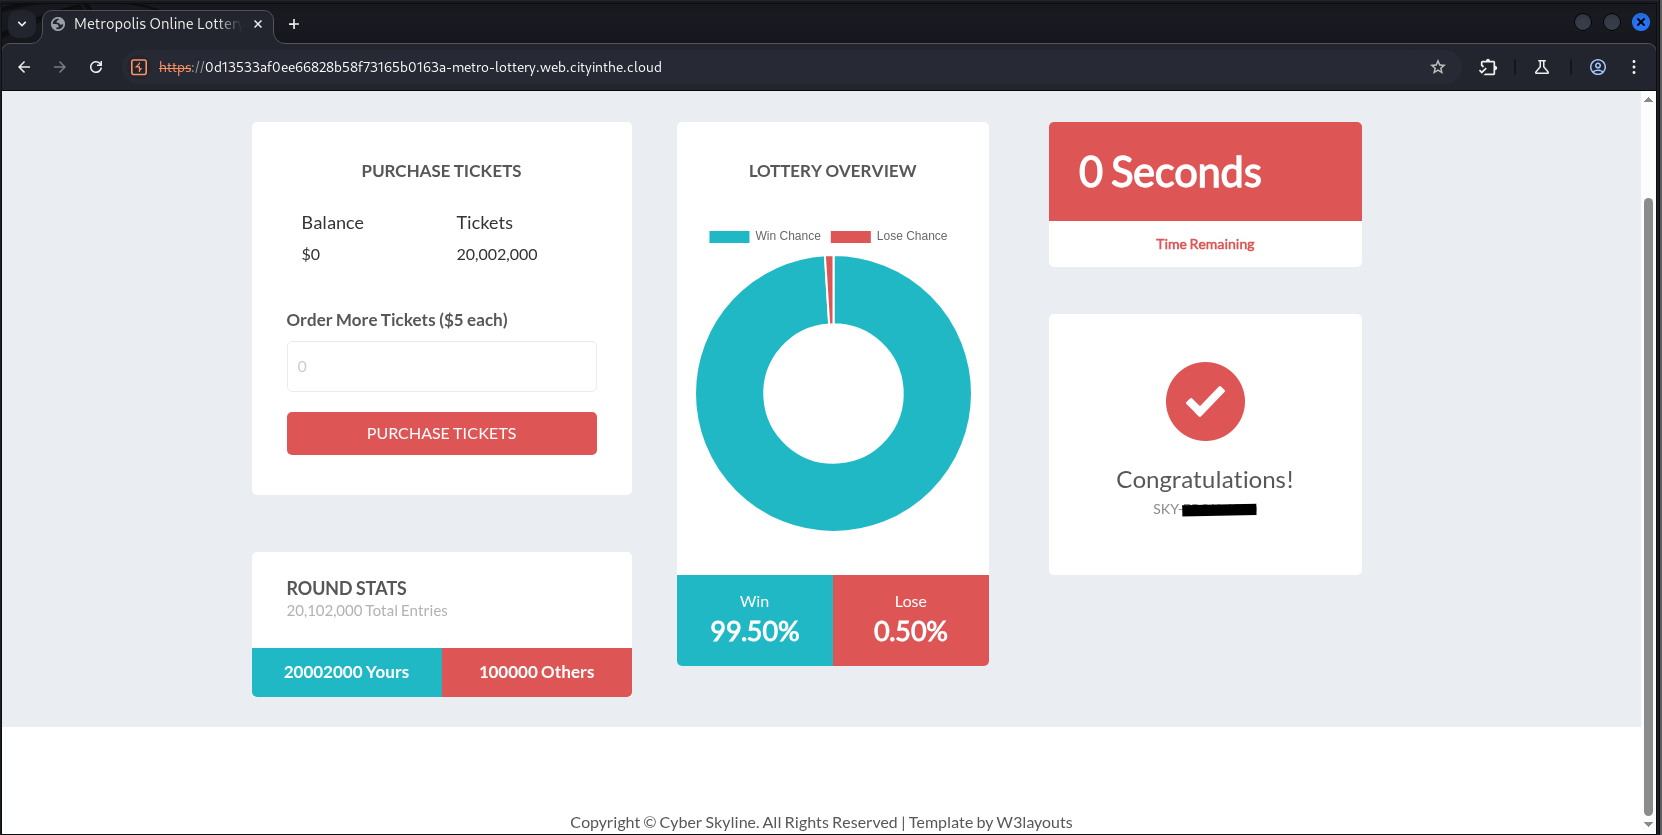 Metropolis Online Lotter
https://0d13533af0ee66828b58f73165b0163a-metro-lottery.web.cityinthe.cloud
PURCHASE TICKETS
Balance Tickets
$0 20,002,000
Order More Tickets ($5 each)
0
PURCHASE TICKETS
ROUND STATS
20,102,000 Total Entries
20002000 Yours 100000 Others
LOTTERY OVERVIEW
Win Chance Lose Chance
Win Lose
99.50% 0.50%
0 Seconds
Time Remaining
Congratulations!
SKY-
Copyright © Cyber Skyline. All Rights Reserved | Template by W3layouts